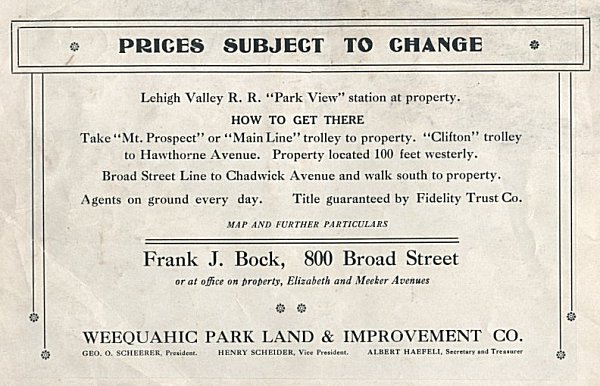 PRICES SUBJECT TO CHANGE
Lehigh Valley R. R. "Park View" station at property.
HOW TO GET THERE
Take "Mt. Prospect" or "Main Line" trolley to property. "Clifton" trolley
to Hawthorne Avenue. Property located 100 feet westerly.
Broad Street Line to Chadwick Avenue and walk south to property.
Agents on ground every day. Title guaranteed by Fidelity Trust Co.
MAP AND FURTHER PARTICULARS
Frank J. Bock, 800 Broad Street
or at office on property, Elizabeth and Meeker Avenues
WEEQUAHIC PARK LAND & IMPROVEMENT CO.
GEO. O. SCHEERER, President. HENRY SCHEIDER, Vice President. ALBERT HAEFELI, Secretary and Treasurer